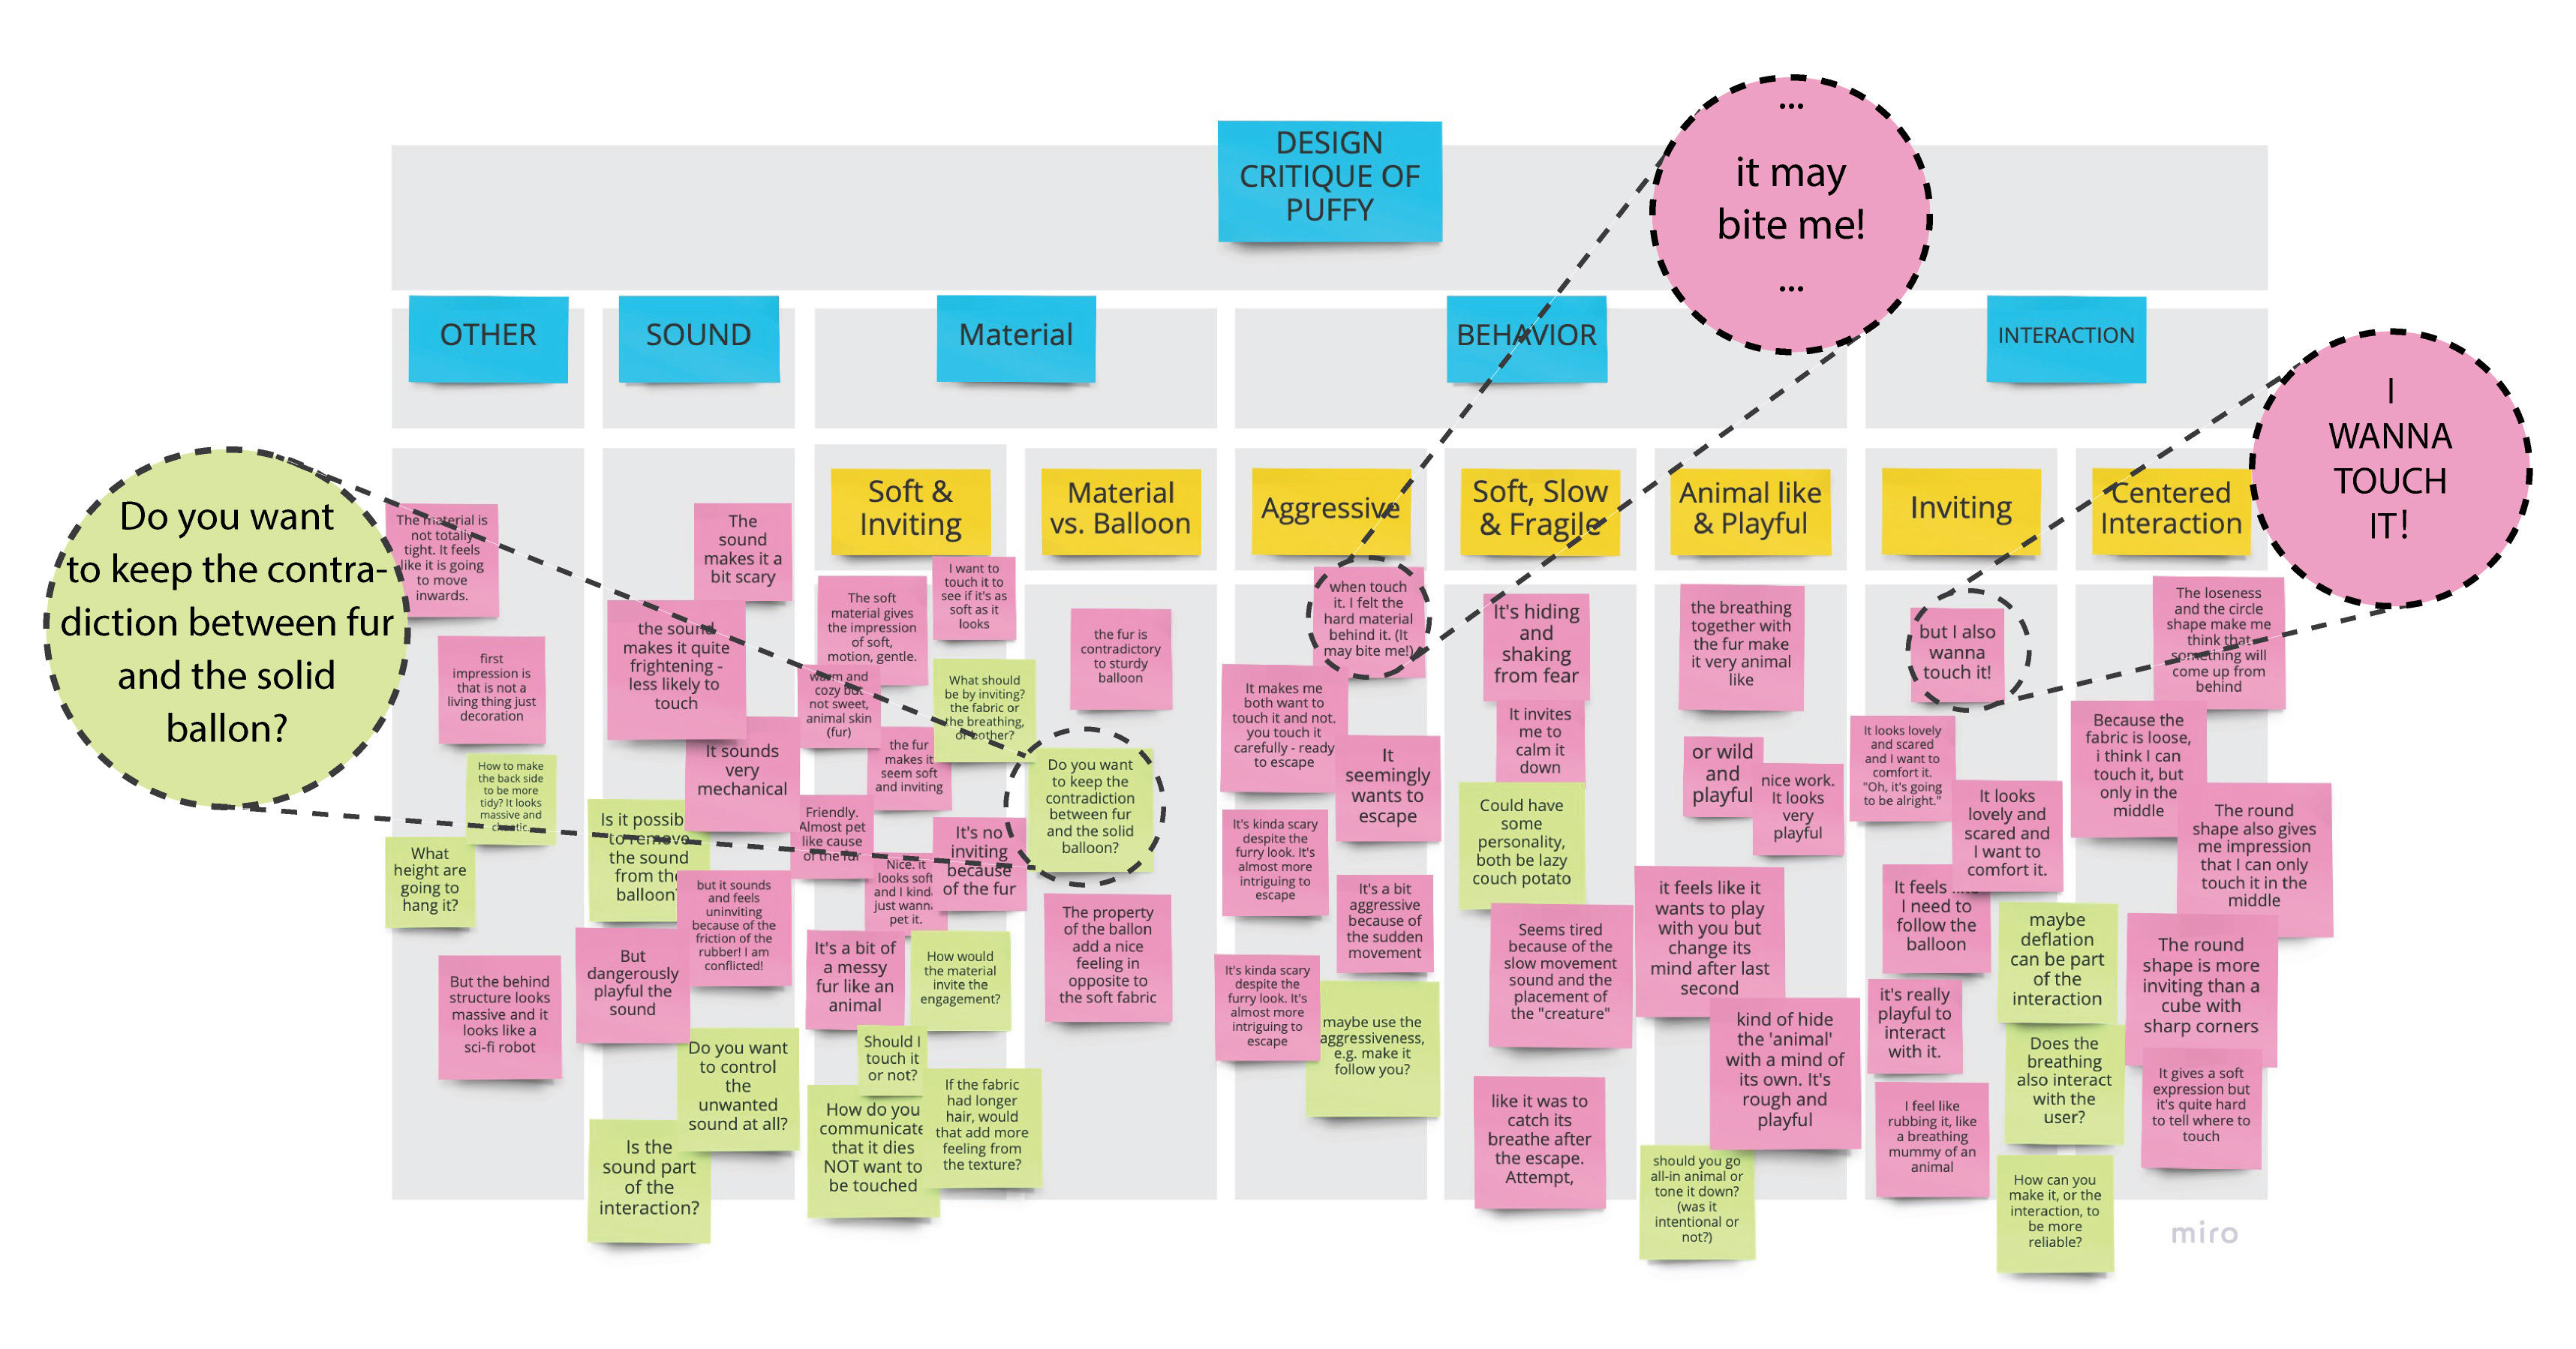 DESIGN
CRITIQUE OF
PUFFY
...
it may
bite me!
...
OTHER
SOUND
Material
BEHAVIOR
INTERACTION
I
WANNA
TOUCH
IT!
Do you want
to keep the contra-
diction between fur
and the solid
ballon?
Soft &
Inviting
Material
vs. Balloon
Aggressive
Soft, Slow
& Fragile
Animal like
& Playful
Inviting
Centered
Interaction
The material is
not totally
tight. It feels
like it is going
to move
inwards.
first
impression is
that is not a
living thing just
decoration
How to make
the back side
to be more
tidy? It looks
massive and
chaotic.
What
height are
going to
hang it?
But the behind
structure looks
massive and it
looks like a
sci-fi robot
The
sound
makes it a
bit scary
the sound
makes it quite
frightening -
less likely to
touch
It sounds
very
mechanical
Is it possib
to remove
the sound
from the
balloon?
but it sounds
and feels
uninviting
because of the
friction of the
rubber! I am
conflicted!
But
dangerously
playful the
sound
Do you want
to control
the
unwanted
sound at all?
Is the
sound part
of the
interaction?
I want to
touch it to
see if it's as
soft as it
looks
The soft
material gives
the impression
of soft,
motion, gentle.
warm and
cozy but
not sweet,
animal skin
(fur)
What should
be by inviting?
the fabric or
the breathing,
or bother?
the fur
makes it
seem soft
and inviting
Friendly.
Almost pet
like cause
of the fur
It's no
inviting
because
of the fur
Nice. it
looks soft
and I kind
just wann
pet it.
It's a bit of
a messy
fur like an
animal
How would
the material
invite the
engagement?
Should I
touch it
or not?
How do you
communicate
that it dies
NOT want to
be touched
If the fabric
had longer
hair, would
that add more
feeling from
the texture?
the fur is
contradictory
to sturdy
balloon
Do you want
to keep the
contradiction
between fur
and the solid
balloon?
The property
of the ballon
add a nice
feeling in
opposite to
the soft fabric
when touch
it. I felt the
hard material
behind it. (It
may bite me!)
It makes me
both want to
touch it and not.
you touch it
carefully - ready
to escape
It
seemingly
wants to
escape
It's kinda scary
despite the
furry look. It's
almost more
intriguing to
escape
It's a bit
aggressive
because of
the sudden
movement
It's kinda scary
despite the
furry look. It's
almost more
intriguing to
escape
maybe use the
aggressiveness,
e.g. make it
follow you?
It's hiding
and
shaking
from fear
It invites
me to
calm it
down
Could have
some
personality,
both be lazy
couch potato
Seems tired
because of the
slow movement
sound and the
placement of
the "creature"
like it was to
catch its
breathe after
the escape.
Attempt,
the breathing
together with
the fur make
it very animal
like
or wild
and
playful
nice work.
It looks
very
playful
it feels like it
wants to play
with you but
change its
mind after last
second
kind of hide
the 'animal'
with a mind of
its own. It's
rough and
playful
should you go
all-in animal or
tone it down?
(was it
intentional or
not?)
but I also
wanna
touch it!
It looks lovely
and scared
and I want to
comfort it.
"Oh, it's going
to be alright."
It looks
lovely and
scared and
I want to
comfort it.
It feels
I need to
follow the
balloon
it's really
playful to
interact
with it.
I feel like
rubbing it, like
a breathing
mummy of an
animal
maybe
deflation
can be part
of the
interaction
Does the
breathing
also interact
with the
user?
How can you
make it, or the
interaction, to
be more
reliable?
The loseness
and the circle
shape make me
think that
something will
come up from
behind
Because the
fabric is loose,
i think I can
touch it, but
only in the
middle
The round
shape also gives
me impression
that I can only
touch it in the
middle
The round
shape is more
inviting than a
cube with
sharp corners
It gives a soft
expression but
it's quite hard
to tell where to
touch
miro